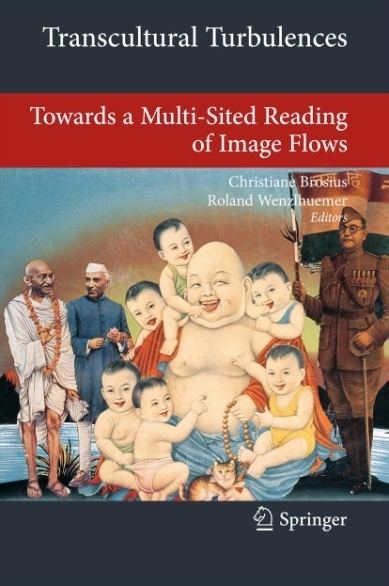 Transcultural Turbulences
Towards a Multi-Sited Reading
of Image Flows
Christiane Brosius
Roland Wenzlhuemer
Editors
Springer